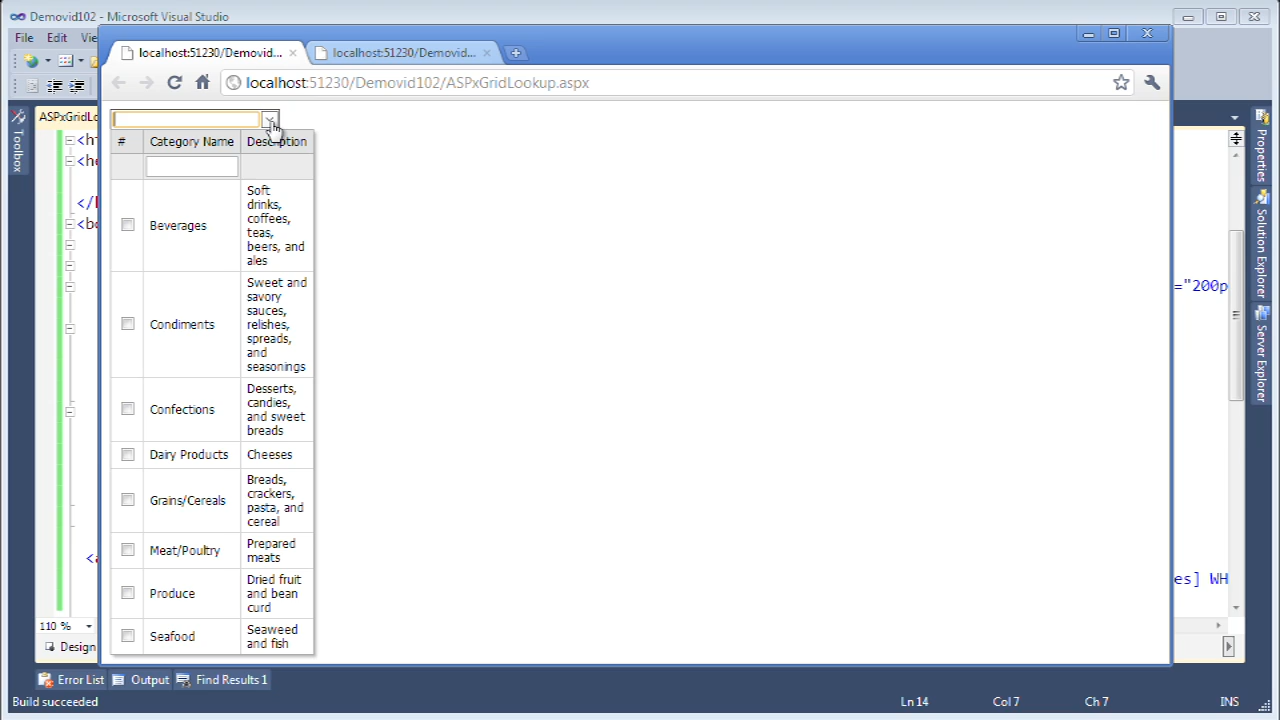 Demovid102 - Microsoft Visual Studio
File Edit Vie
localhost:51230/Demovid... localhost:51230/Demovid...
localhost:51230/Demovid102/ASPxGridLookup.aspx
ASPxGridLo
Toolbox
# Category Name Description
Beverages
Soft
drinks,
coffees,
teas,
beers, and
ales
Condiments
Sweet and
savory
sauces,
relishes,
spreads,
and
seasonings
Confections
Desserts,
candies,
and sweet
breads
Dairy Products Cheeses
Grains/Cereals
Breads,
crackers,
pasta, and
cereal
Meat/Poultry
Prepared
meats
Produce
Dried fruit
and bean
curd
Seafood
Seaweed
and fish
<h
<he
</
<bo
<a
="200p
es] WH
Properties
Solution Explorer
Server Explorer
110 %
Design
Error List Output Find Results 1
Build succeeded Ln 14 Col 7 Ch 7 INS